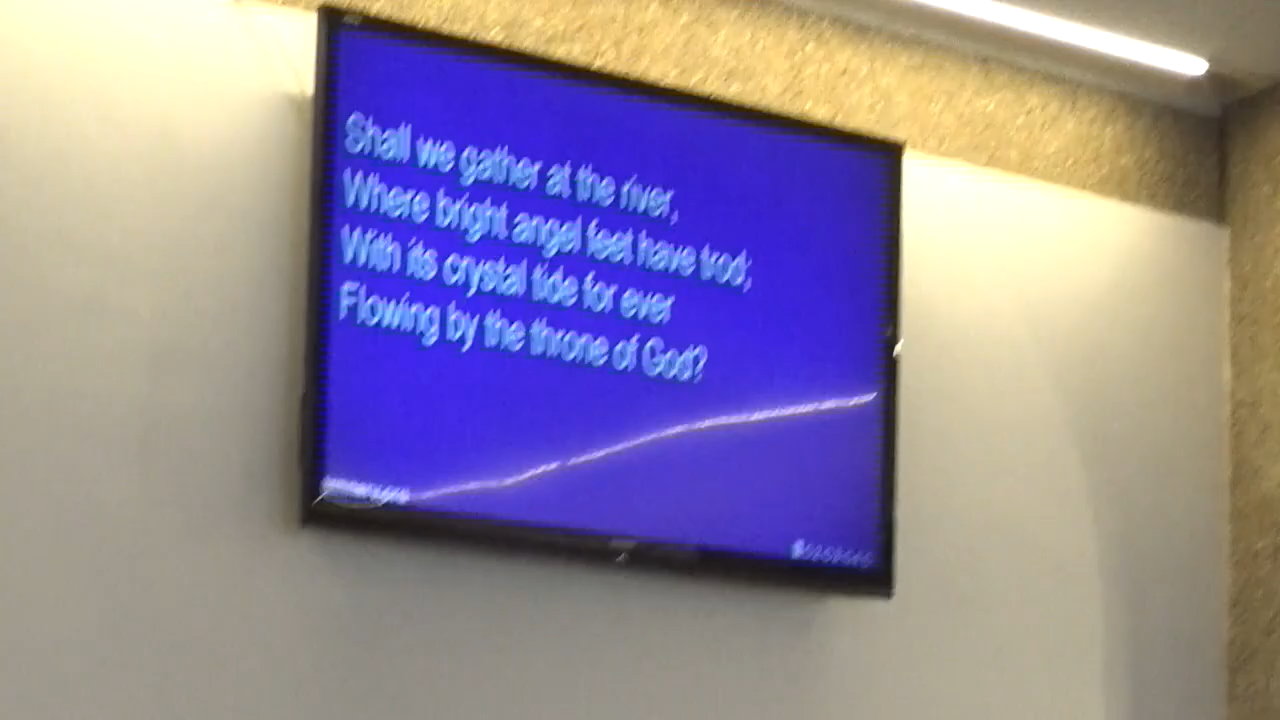 Shall we gather at the river,
Where bright angel feet have trod;
With its crystal tide for ever
Flowing by the throne of God?